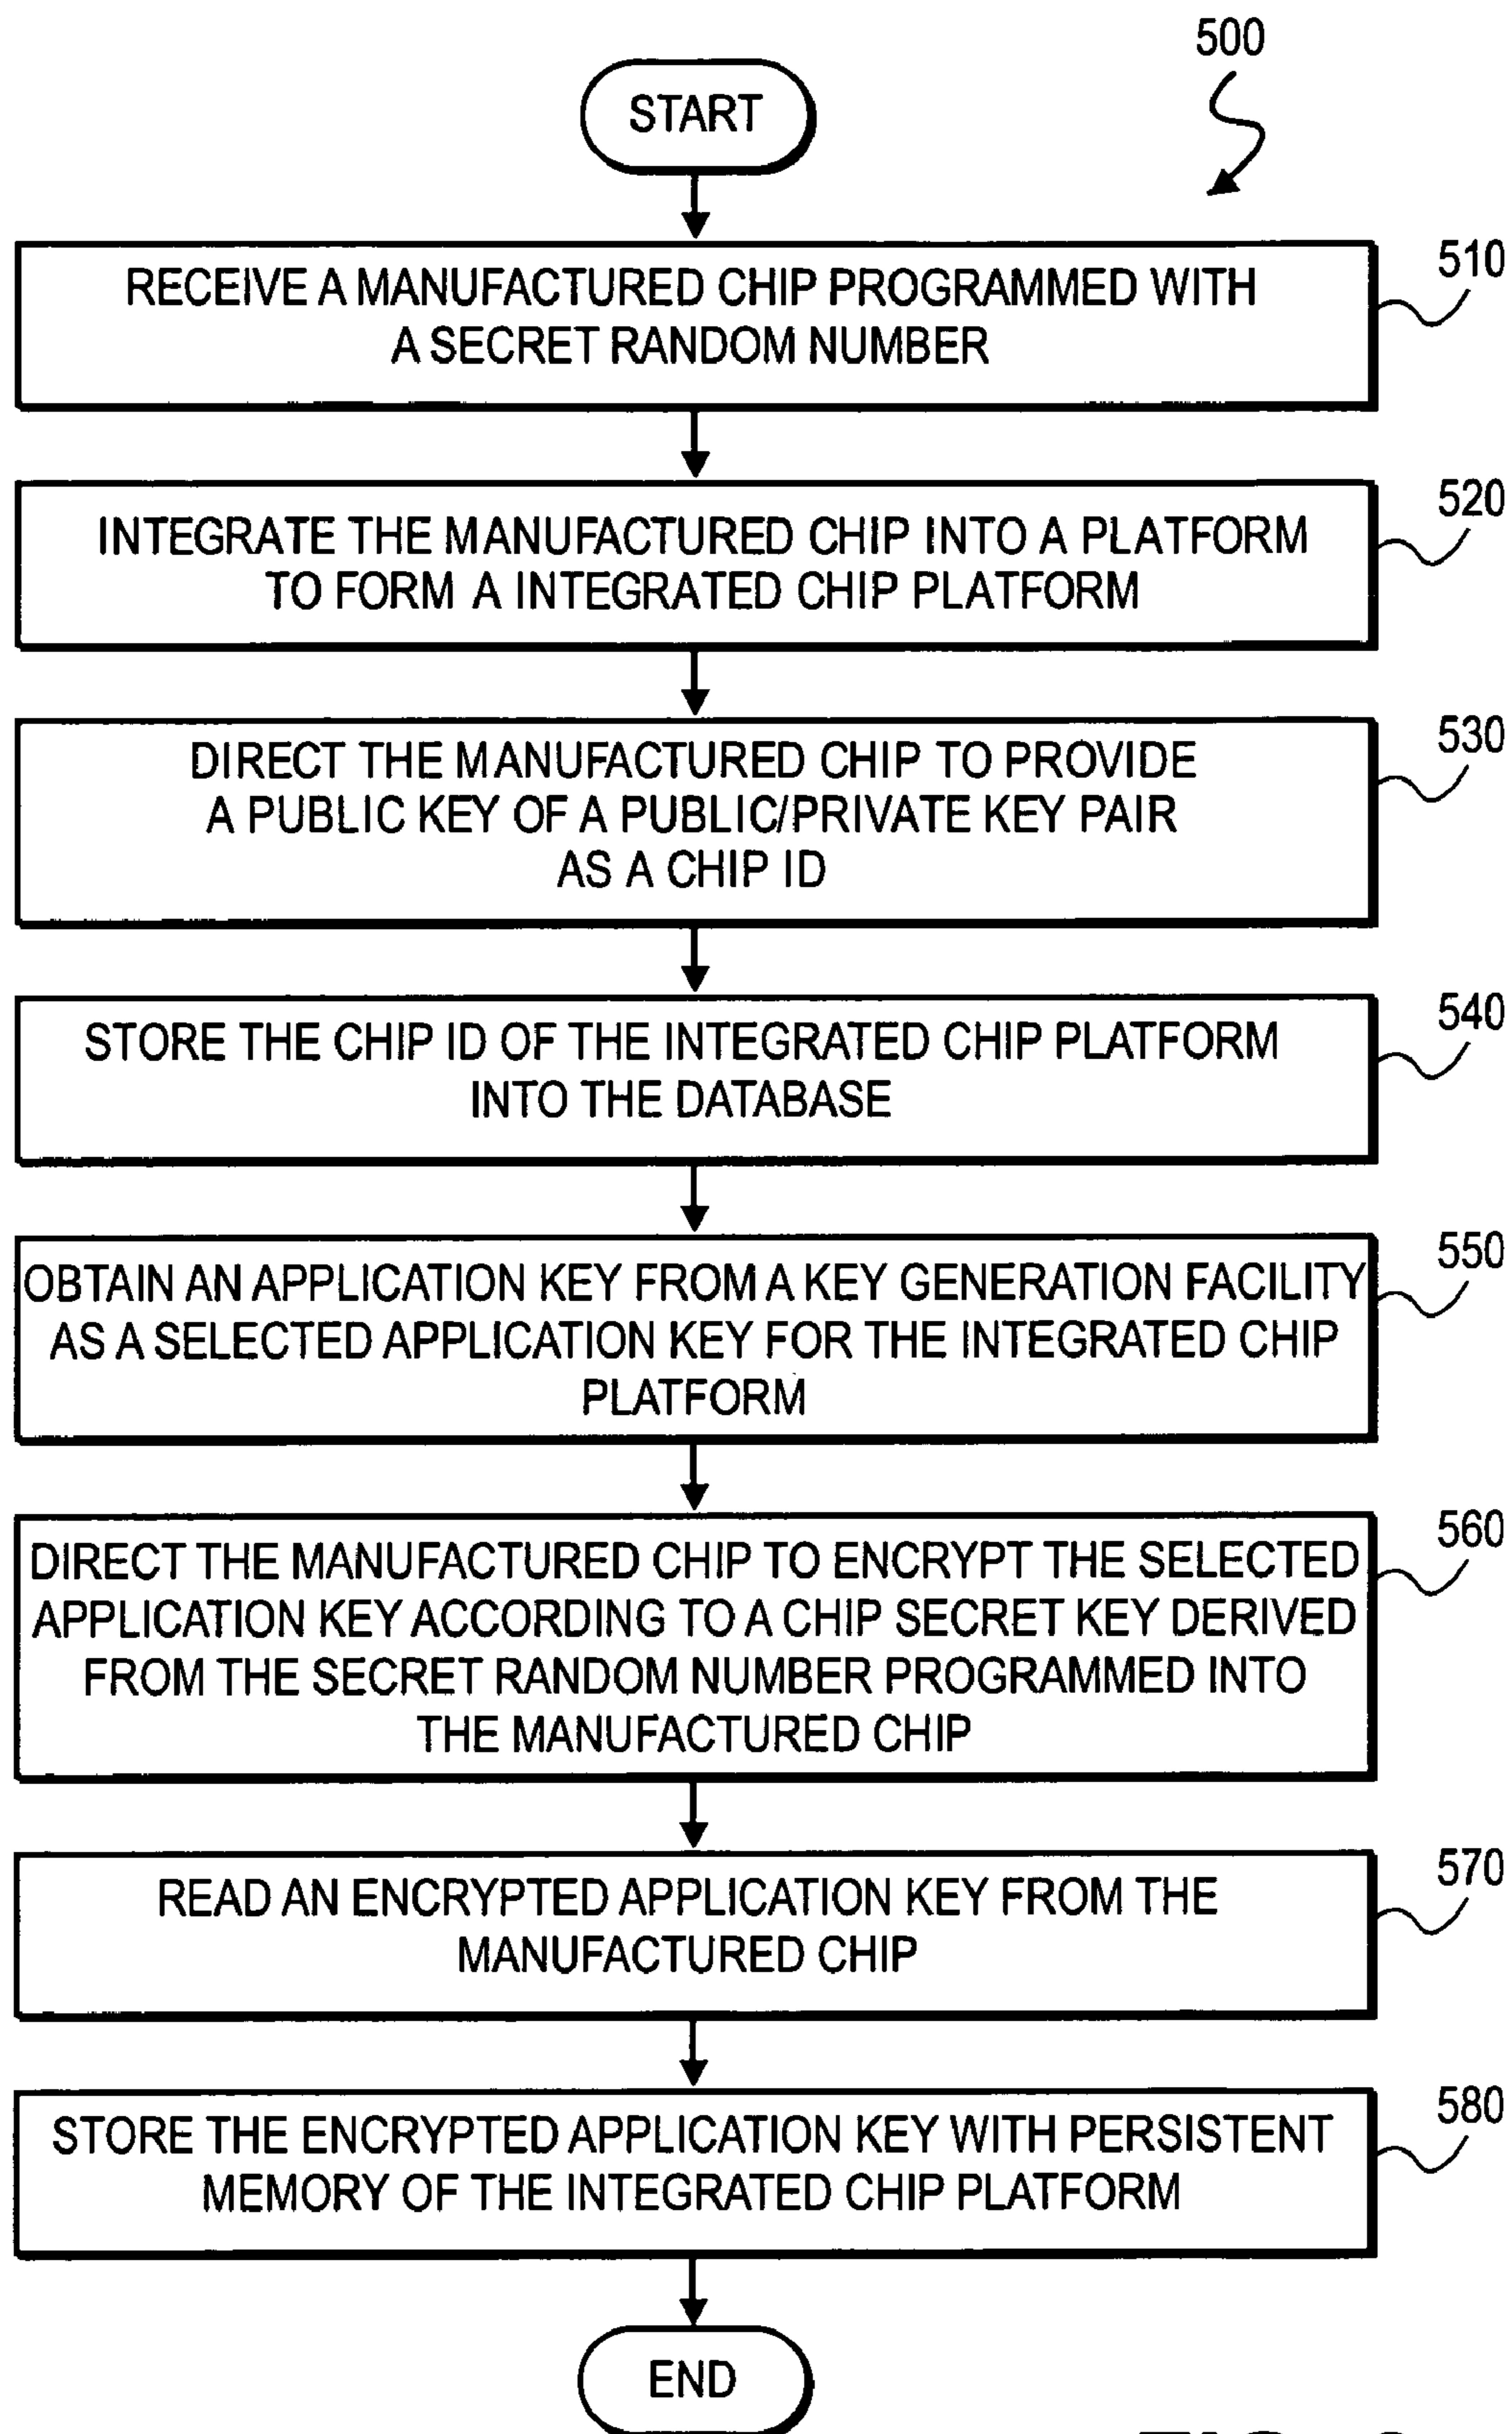 500
START
RECEIVE A MANUFACTURED CHIP PROGRAMMED WITH
A SECRET RANDOM NUMBER
510
INTEGRATE THE MANUFACTURED CHIP INTO A PLATFORM
TO FORM A INTEGRATED CHIP PLATFORM
520
DIRECT THE MANUFACTURED CHIP TO PROVIDE
A PUBLIC KEY OF A PUBLIC/PRIVATE KEY PAIR
AS A CHIP ID
530
STORE THE CHIP ID OF THE INTEGRATED CHIP PLATFORM
INTO THE DATABASE
540
OBTAIN AN APPLICATION KEY FROM A KEY GENERATION FACILITY
AS A SELECTED APPLICATION KEY FOR THE INTEGRATED CHIP
PLATFORM
550
DIRECT THE MANUFACTURED CHIP TO ENCRYPT THE SELECTED
APPLICATION KEY ACCORDING TO A CHIP SECRET KEY DERIVED
FROM THE SECRET RANDOM NUMBER PROGRAMMED INTO
THE MANUFACTURED CHIP
560
READ AN ENCRYPTED APPLICATION KEY FROM THE
MANUFACTURED CHIP
570
STORE THE ENCRYPTED APPLICATION KEY WITH PERSISTENT
MEMORY OF THE INTEGRATED CHIP PLATFORM
580
END